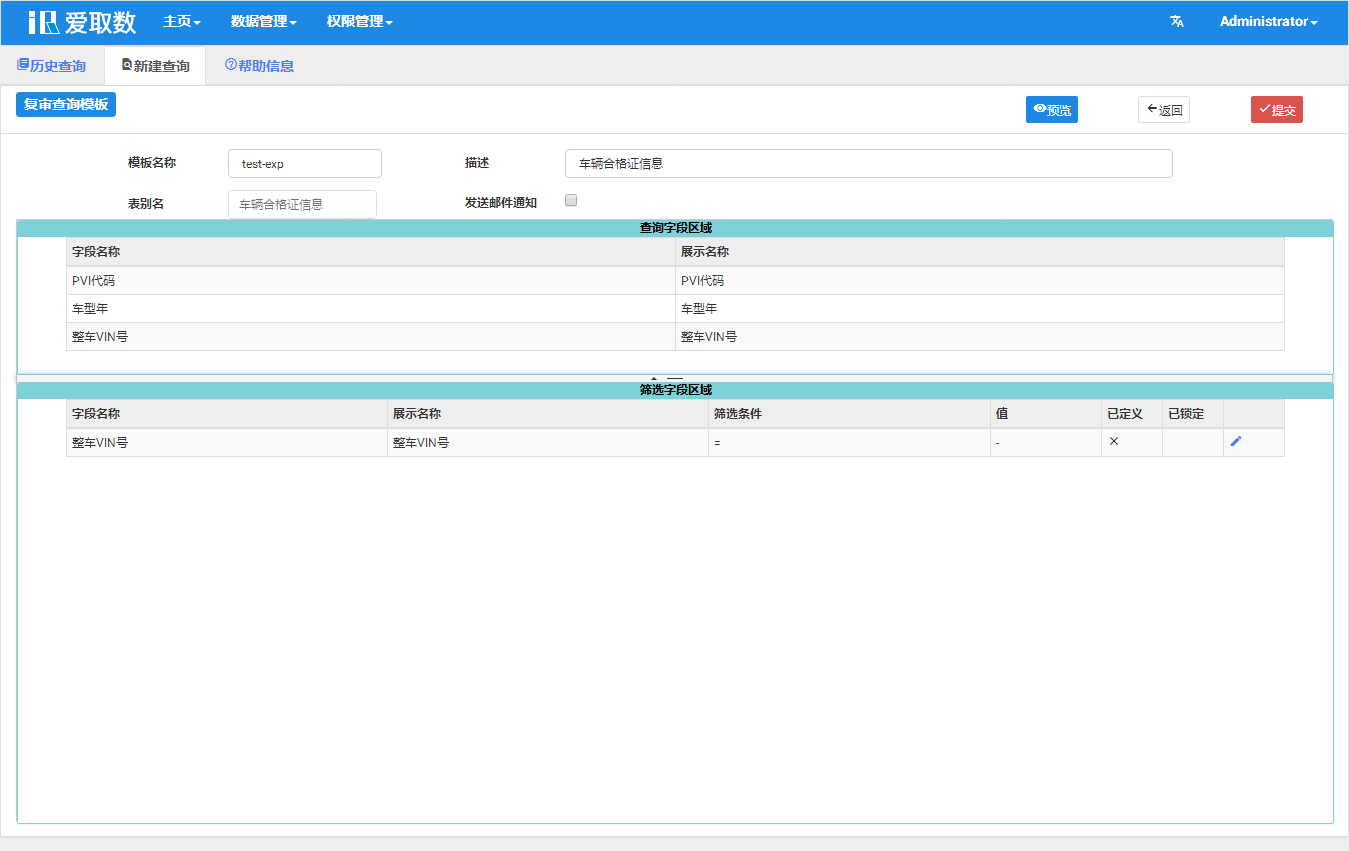 iR 爱取数 主页 数据管理 权限管理 Administrator
历史查询 新建查询 帮助信息
复审查询模板 预览 返回 提交
模板名称 test-exp 描述 车辆合格证信息
表别名 车辆合格证信息 发送邮件通知
查询字段区域
字段名称 展示名称
PVI代码 PVI代码
车型年 车型年
整车VIN号 整车VIN号
筛选字段区域
字段名称 展示名称 筛选条件 值 已定义 已锁定
整车VIN号 整车VIN号 = -